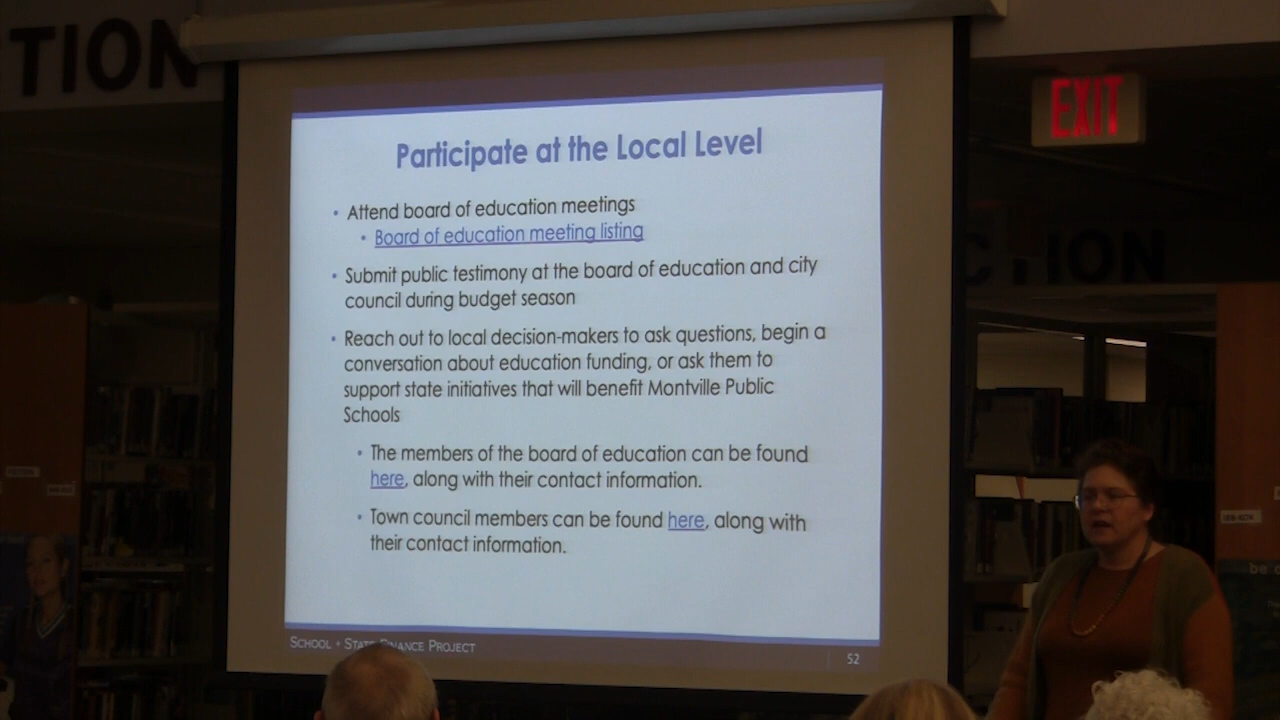 TION
EXIT
Participate at the Local Level
• Attend board of education meetings
• Board of education meeting listing
• Submit public testimony at the board of education and city
council during budget season
• Reach out to local decision-makers to ask questions, begin a
conversation about education funding, or ask them to
support state initiatives that will benefit Montville Public
Schools
• The members of the board of education can be found
here, along with their contact information.
• Town council members can be found here, along with
their contact information.
SCHOOL + STATE FINANCE PROJECT
52
CTION
be